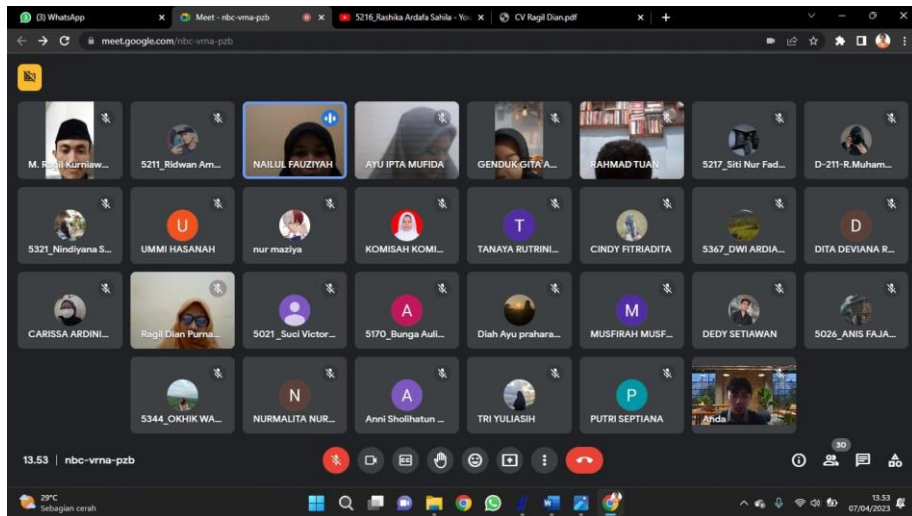 (3) WhatsApp
Meet - nbc-vrna-pzb
5216_Rashika Ardafa Sahila - You
CV Ragil Dian.pdf
meet.google.com/nbc-vrna-pzb
M. Ragil Kurniaw...
5211_Ridwan Am...
NAILUL FAUZIYAH
AYU IPTA MUFIDA
GENDUK GITA A...
RAHMAD TUAN
5217_Siti Nur Fad...
D-211-R.Muham...
5321_Nindiyana S...
U
UMMI HASANAH
nur maziya
KOMISAH KOMI...
T
TANAYA RUTRINI...
CINDY FITRIADITA
5367_DWI ARDIA...
D
DITA DEVIANA R...
CARISSA ARDINI...
Ragil Dian Purna...
5021_Suci Victor...
A
5170_Bunga Auli...
Diah Ayu prahara...
M
MUSFIRAH MUSF...
DEDY SETIAWAN
5026_ANIS FAJA...
5344_OKHIK WA...
N
NURMALITA NUR...
A
Anni Sholihatun ...
TRI YULIASIH
P
PUTRI SEPTIANA
Anda
13.53 | nbc-vrna-pzb
30
29°C
Sebagian cerah
13.53
07/04/2023